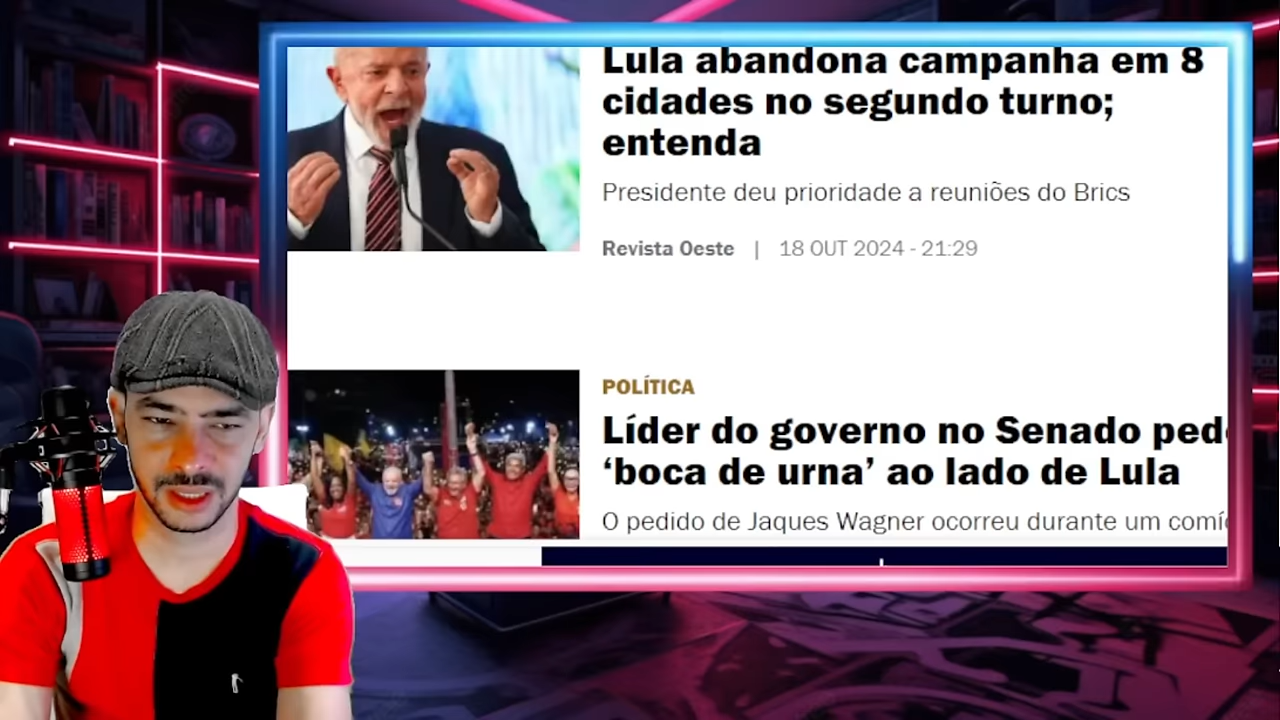 Lula abandona campanha em 8
cidades no segundo turno;
entenda
Presidente deu prioridade a reuniões do Brics
Revista Oeste | 18 OUT 2024 - 21:29
POLÍTICA
Líder do governo no Senado ped
‘boca de urna’ ao lado de Lula
O pedido de Jaques Wagner ocorreu durante um comí